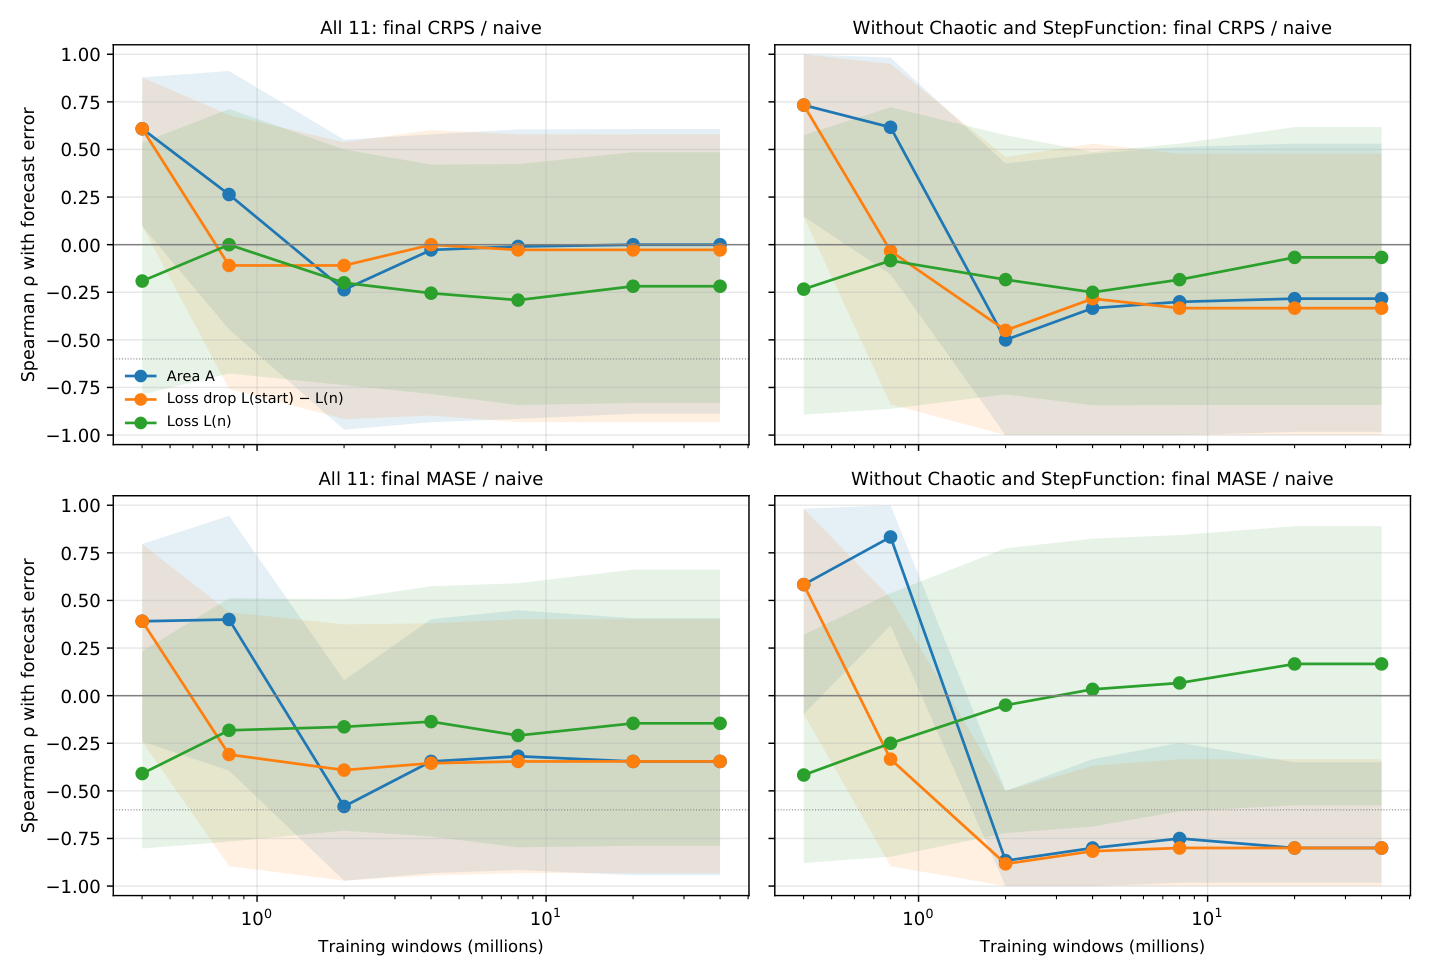 All 11: final CRPS / naive
Without Chaotic and StepFunction: final CRPS / naive
Spearman ρ with forecast error
1.00
0.75
0.50
0.25
0.00
−0.25
−0.50
−0.75
−1.00
Area A
Loss drop L(start) − L(n)
Loss L(n)
All 11: final MASE / naive
Without Chaotic and StepFunction: final MASE / naive
Spearman ρ with forecast error
1.00
0.75
0.50
0.25
0.00
−0.25
−0.50
−0.75
−1.00
10⁰ 10¹
10⁰ 10¹
Training windows (millions)
Training windows (millions)